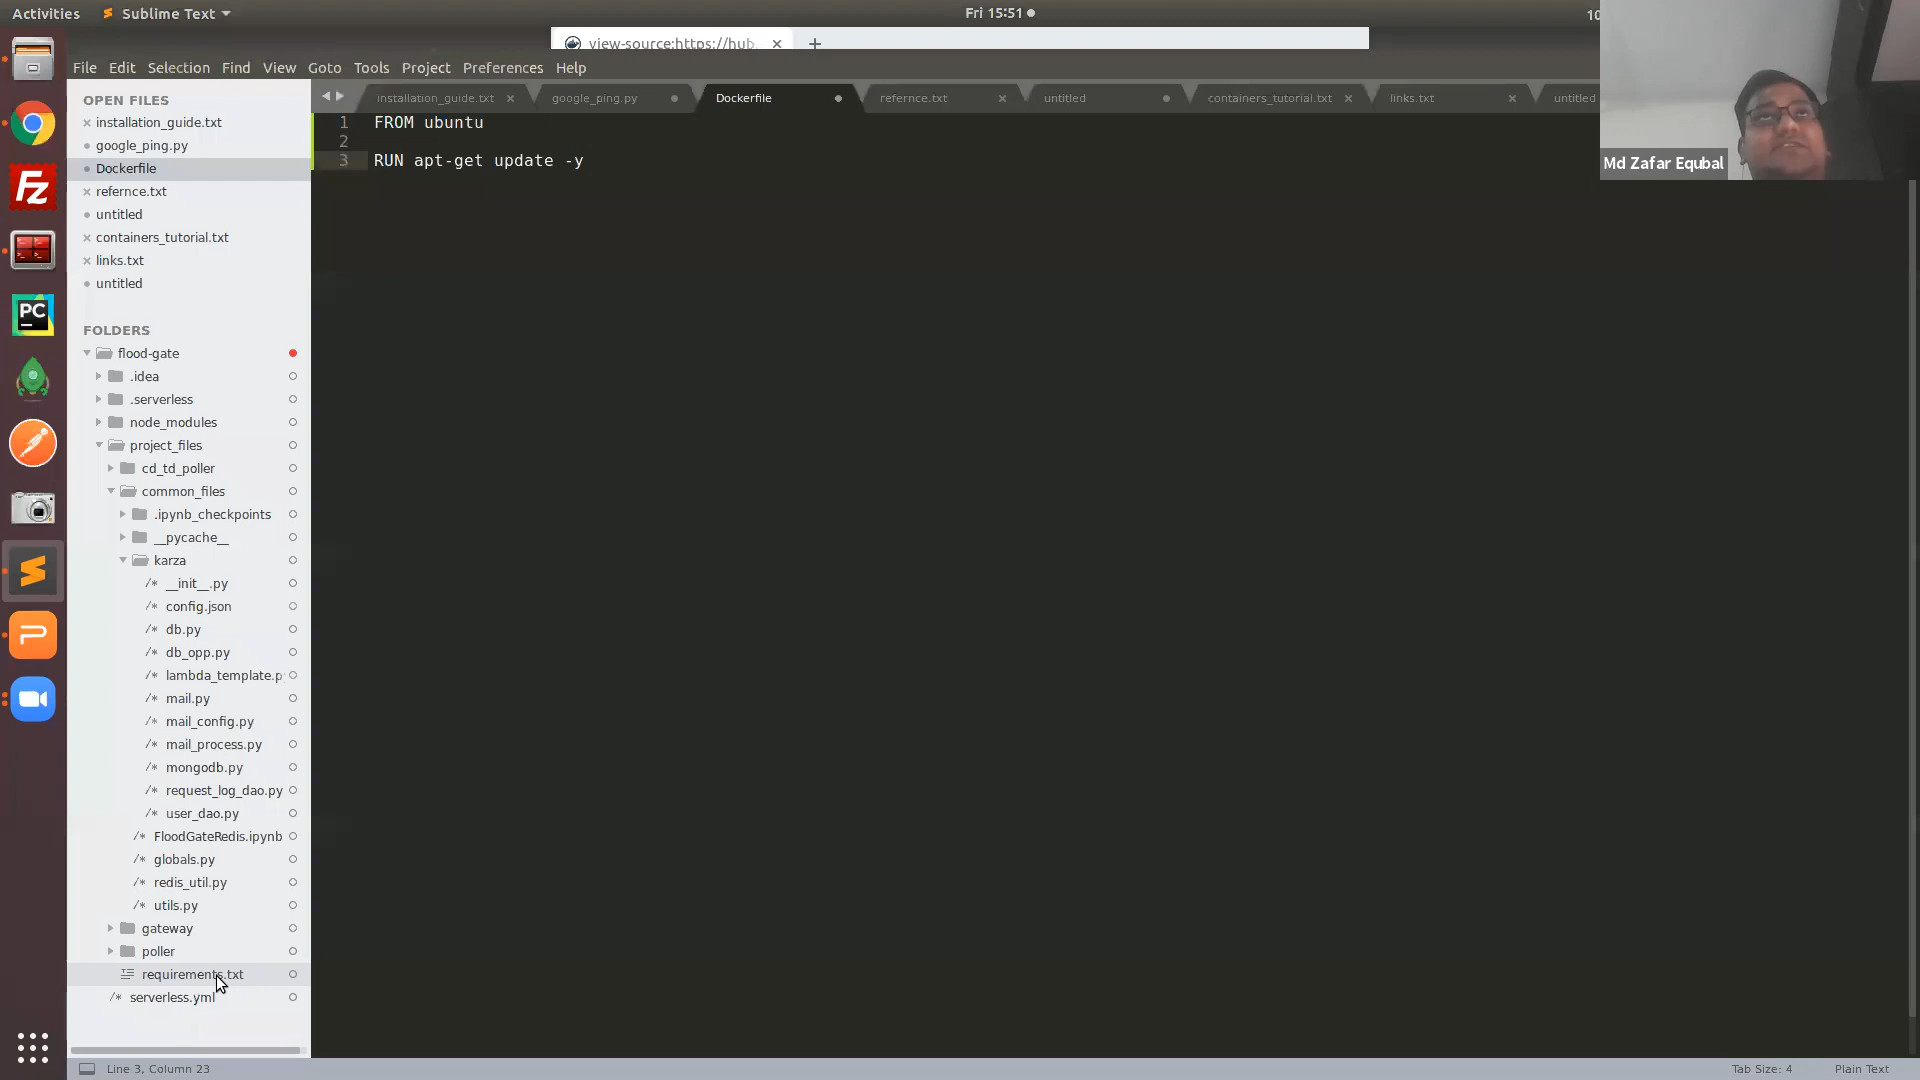 Activities Sublime Text Fri 15:51 10
view-source:https://hub.
File Edit Selection Find View Goto Tools Project Preferences Help
OPEN FILES
installation_guide.txt
google_ping.py
Dockerfile
refernce.txt
untitled
containers_tutorial.txt
links.txt
untitled
FOLDERS
flood-gate
.idea
.serverless
node_modules
project_files
cd_td_poller
common_files
.ipynb_checkpoints
__pycache__
karza
/* __init__.py
/* config.json
/* db.py
/* db_opp.py
/* lambda_template.p
/* mail.py
/* mail_config.py
/* mail_process.py
/* mongodb.py
/* request_log_dao.py
/* user_dao.py
/* FloodGateRedis.ipynb
/* globals.py
/* redis_util.py
/* utils.py
gateway
poller
requirements.txt
/* serverless.yml
installation_guide.txt google_ping.py Dockerfile refernce.txt untitled containers_tutorial.txt links.txt untitled
1 FROM ubuntu
2
3 RUN apt-get update -y
Md Zafar Equbal
Line 3, Column 23 Tab Size: 4 Plain Text
Fz
PC